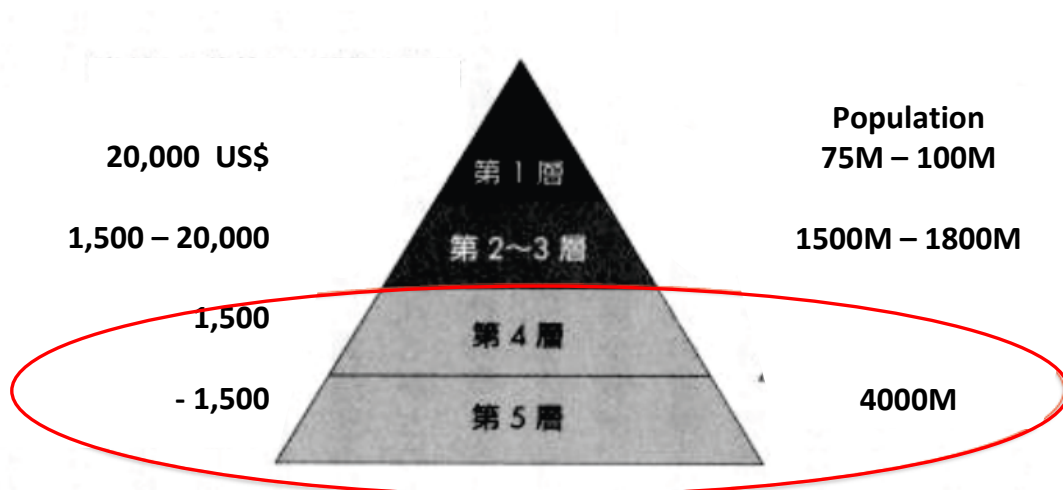 Population
20,000 US$
第1層
75M – 100M
1,500 – 20,000
第2〜3層
1500M – 1800M
1,500
第4層
- 1,500
第5層
4000M